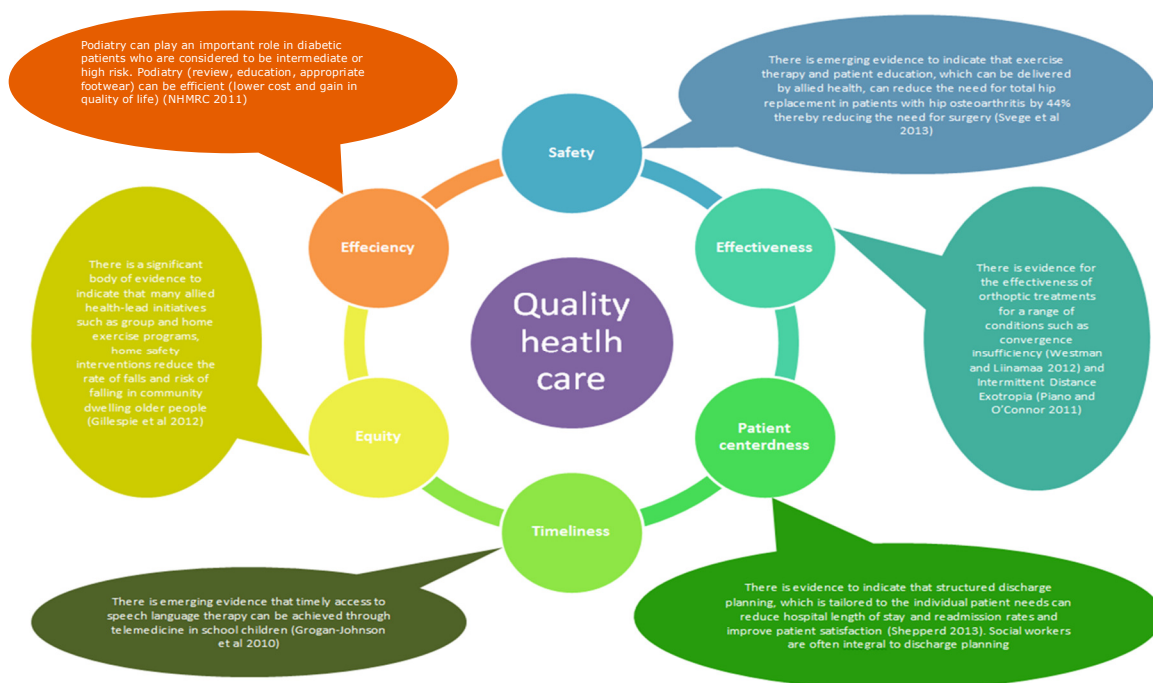 Podiatry can play an important role in diabetic
patients who are considered to be intermediate or
high risk. Podiatry (review, education, appropriate
footwear) can be efficient (lower cost and gain in
quality of life) (NHMRC 2011)
There is emerging evidence to indicate that exercise
therapy and patient education, which can be delivered
by allied health, can reduce the need for total hip
replacement in patients with hip osteoarthritis by 44%
thereby reducing the need for surgery (Svege et al
2013)
Safety
Effeciency
Effectiveness
There is a significant
body of evidence to
indicate that many allied
health-lead initiatives
such as group and home
exercise programs,
home safety
interventions reduce the
rate of falls and risk of
falling in community
dwelling older people
(Gillespie et al 2012)
Quality
heatlh
care
There is evidence for
the effectiveness of
orthoptic treatments
for a range of
conditions such as
convergence
insufficiency (Westman
and Liinamaa 2012) and
Intermittent Distance
Exotropia (Piano and
O'Connor 2011)
Equity
Patient
centerdness
Timeliness
There is emerging evidence that timely access to
speech language therapy can be achieved through
telemedicine in school children (Grogan-Johnson
et al 2010)
There is evidence to indicate that structured discharge
planning, which is tailored to the individual patient needs can
reduce hospital length of stay and readmission rates and
improve patient satisfaction (Shepperd 2013). Social workers
are often integral to discharge planning